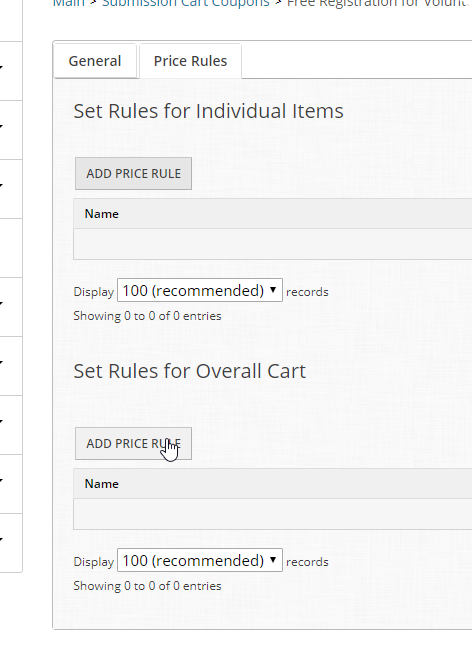 Main > Submission Cart Coupons > Free Registration for Volunt
General Price Rules
Set Rules for Individual Items
ADD PRICE RULE
Name
Display 100 (recommended) records
Showing 0 to 0 of 0 entries
Set Rules for Overall Cart
ADD PRICE RULE
Name
Display 100 (recommended) records
Showing 0 to 0 of 0 entries